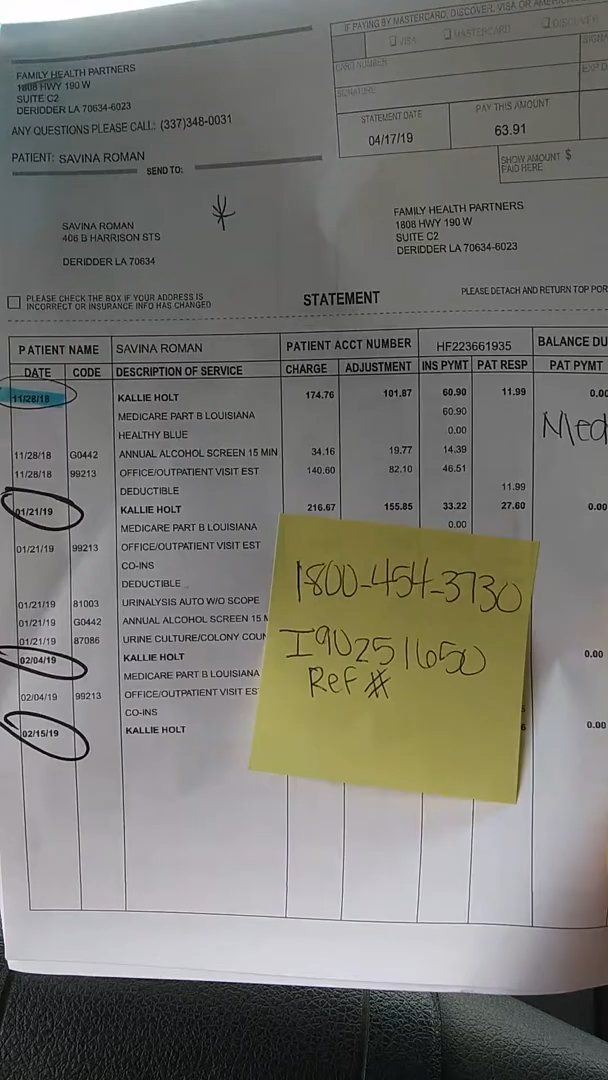 IF PAYING BY MASTERCARD, DISCOVER, VISA OR AMERICAN
VISA MASTERCARD DISCOVER
CARD NUMBER
SIGNATURE EXP D
STATEMENT DATE PAY THIS AMOUNT
04/17/19 63.91
SHOW AMOUNT $
PAID HERE
FAMILY HEALTH PARTNERS
1808 HWY 190 W
SUITE C2
DERIDDER LA 70634-6023
ANY QUESTIONS PLEASE CALL: (337)348-0031
PATIENT: SAVINA ROMAN
SEND TO:
SAVINA ROMAN
406 B HARRISON STS
DERIDDER LA 70634
FAMILY HEALTH PARTNERS
1808 HWY 190 W
SUITE C2
DERIDDER LA 70634-6023
PLEASE CHECK THE BOX IF YOUR ADDRESS IS
INCORRECT OR INSURANCE INFO HAS CHANGED
STATEMENT
PLEASE DETACH AND RETURN TOP POR
PATIENT NAME SAVINA ROMAN PATIENT ACCT NUMBER HF223661935 BALANCE DU
DATE CODE DESCRIPTION OF SERVICE CHARGE ADJUSTMENT INS PYMT PAT RESP PAT PYMT
11/28/18 KALLIE HOLT 174.76 101.87 60.90 11.99 0.00
MEDICARE PART B LOUISIANA 60.90
HEALTHY BLUE 0.00
Med
11/28/18 G0442 ANNUAL ALCOHOL SCREEN 15 MIN 34.16 19.77 14.39
11/28/18 99213 OFFICE/OUTPATIENT VISIT EST 140.60 82.10 46.51
DEDUCTIBLE 11.99
01/21/19 KALLIE HOLT 216.67 155.85 33.22 27.60 0.00
MEDICARE PART B LOUISIANA 0.00
01/21/19 99213 OFFICE/OUTPATIENT VISIT EST
CO-INS
DEDUCTIBLE
01/21/19 81003 URINALYSIS AUTO W/O SCOPE
01/21/19 G0442 ANNUAL ALCOHOL SCREEN 15 M
01/21/19 87086 URINE CULTURE/COLONY COUN
02/04/19 KALLIE HOLT 0.00
MEDICARE PART B LOUISIANA
02/04/19 99213 OFFICE/OUTPATIENT VISIT EST
CO-INS
02/15/19 KALLIE HOLT 0.00
1800-454-3730
I90251650
Ref #